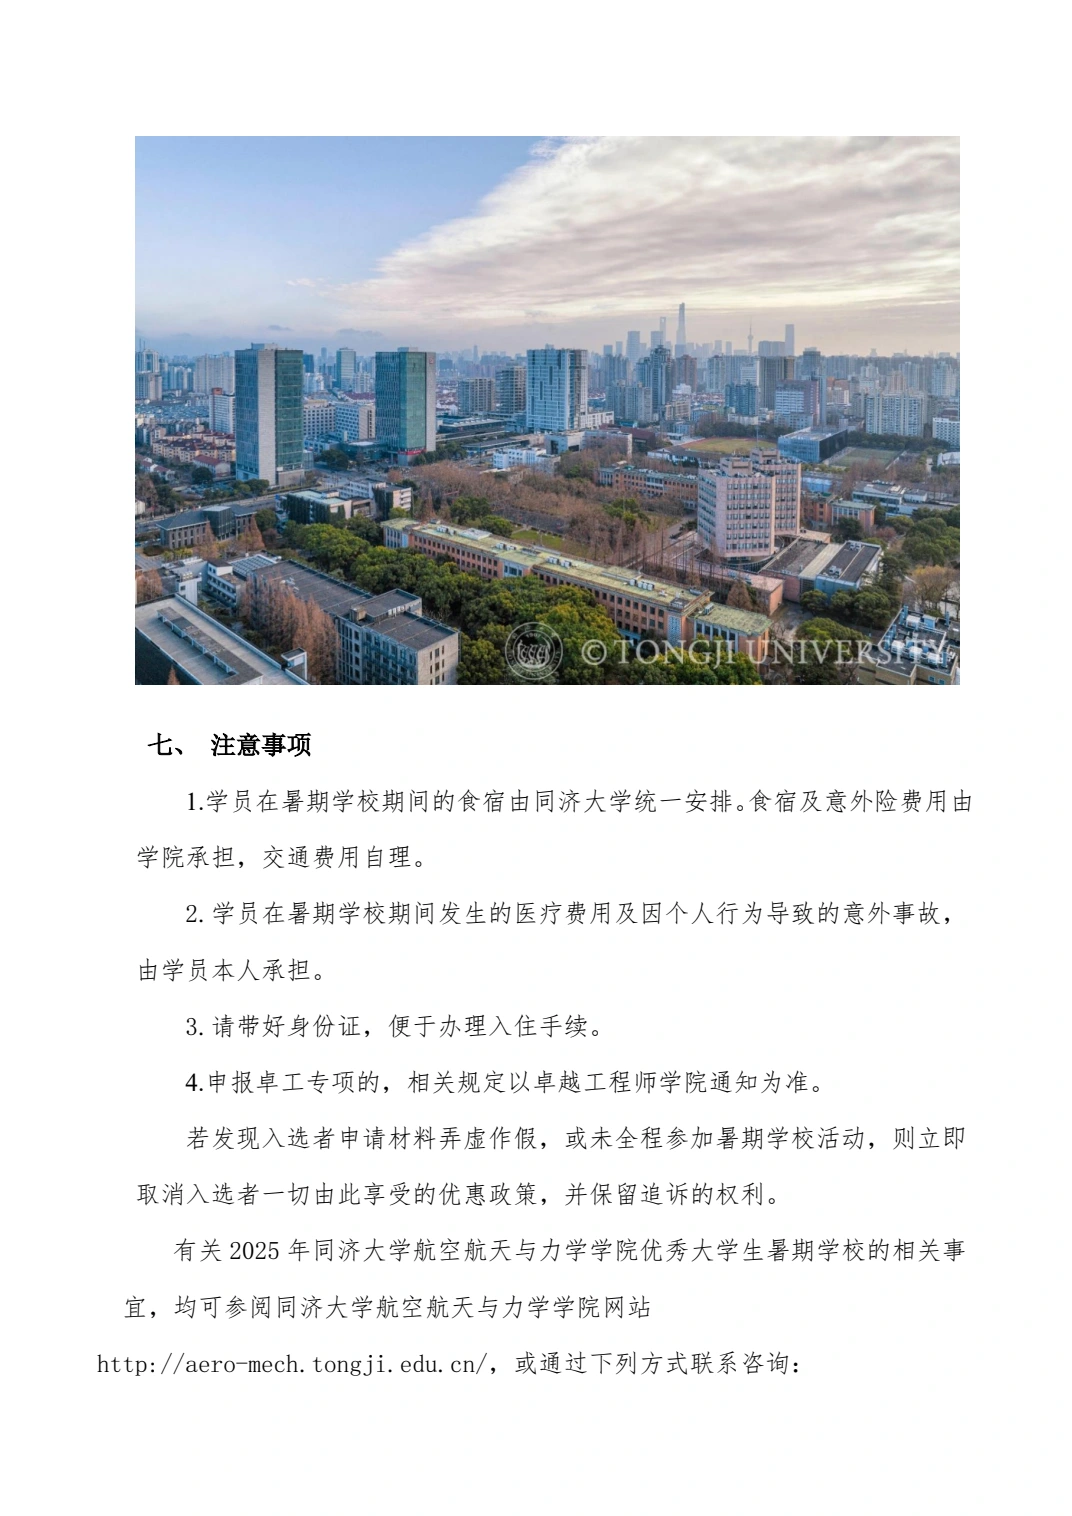 ©TONGJI UNIVERSITY
七、 注意事项
1.学员在暑期学校期间的食宿由同济大学统一安排。食宿及意外险费用由
学院承担，交通费用自理。
2.学员在暑期学校期间发生的医疗费用及因个人行为导致的意外事故，
由学员本人承担。
3.请带好身份证，便于办理入住手续。
4.申报卓工专项的，相关规定以卓越工程师学院通知为准。
若发现入选者申请材料弄虚作假，或未全程参加暑期学校活动，则立即
取消入选者一切由此享受的优惠政策，并保留追诉的权利。
有关 2025 年同济大学航空航天与力学学院优秀大学生暑期学校的相关事
宜，均可参阅同济大学航空航天与力学学院网站
http://aero-mech.tongji.edu.cn/，或通过下列方式联系咨询：